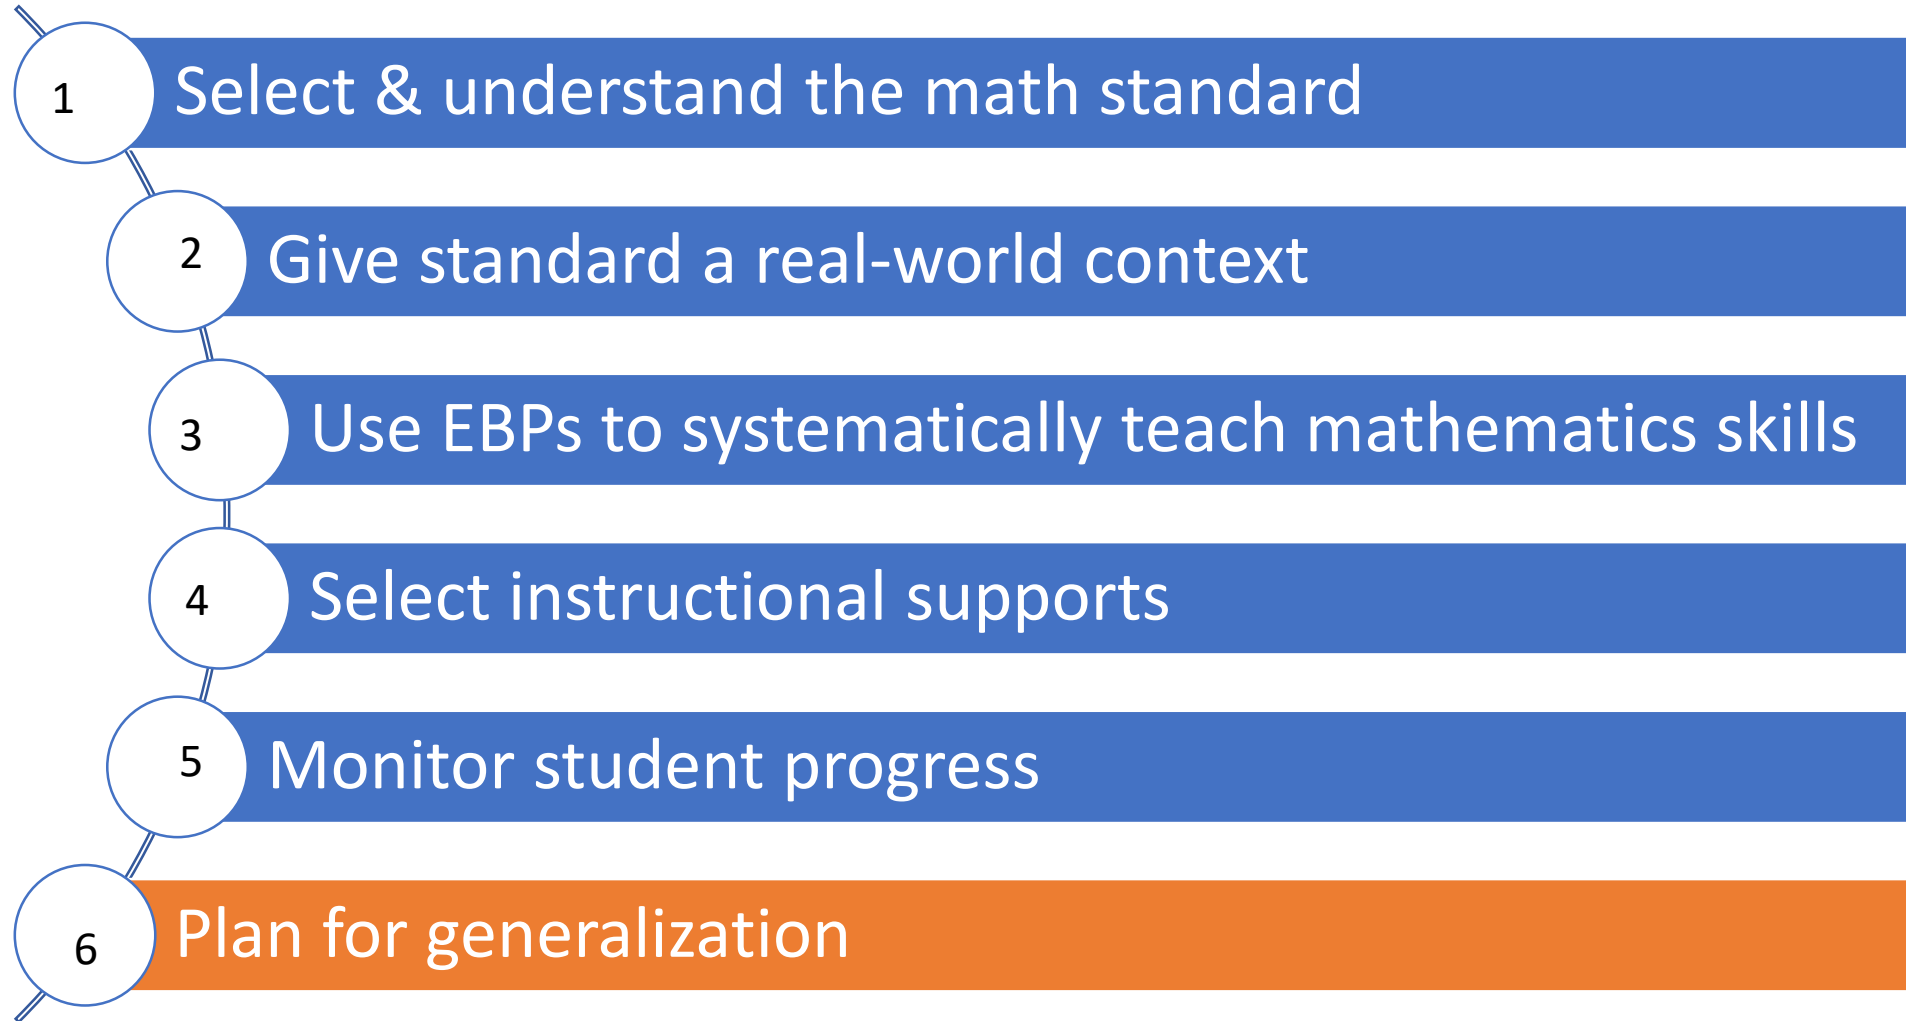 1 Select & understand the math standard
2 Give standard a real-world context
3 Use EBPs to systematically teach mathematics skills
4 Select instructional supports
5 Monitor student progress
6 Plan for generalization